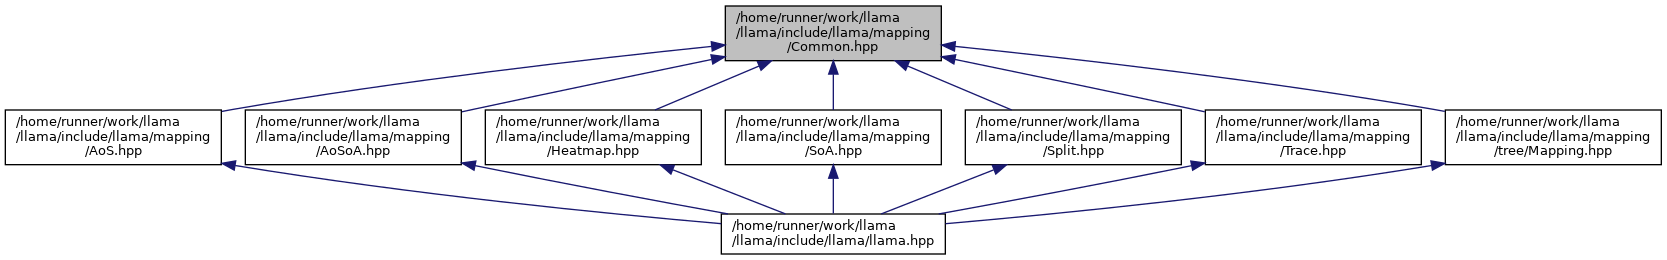 /home/runner/work/llama
/llama/include/llama/mapping
/Common.hpp
/home/runner/work/llama
/llama/include/llama/mapping
/AoS.hpp
/home/runner/work/llama
/llama/include/llama/mapping
/AoSoA.hpp
/home/runner/work/llama
/llama/include/llama/mapping
/Heatmap.hpp
/home/runner/work/llama
/llama/include/llama/mapping
/SoA.hpp
/home/runner/work/llama
/llama/include/llama/mapping
/Split.hpp
/home/runner/work/llama
/llama/include/llama/mapping
/Trace.hpp
/home/runner/work/llama
/llama/include/llama/mapping
/tree/Mapping.hpp
/home/runner/work/llama
/llama/include/llama/llama.hpp